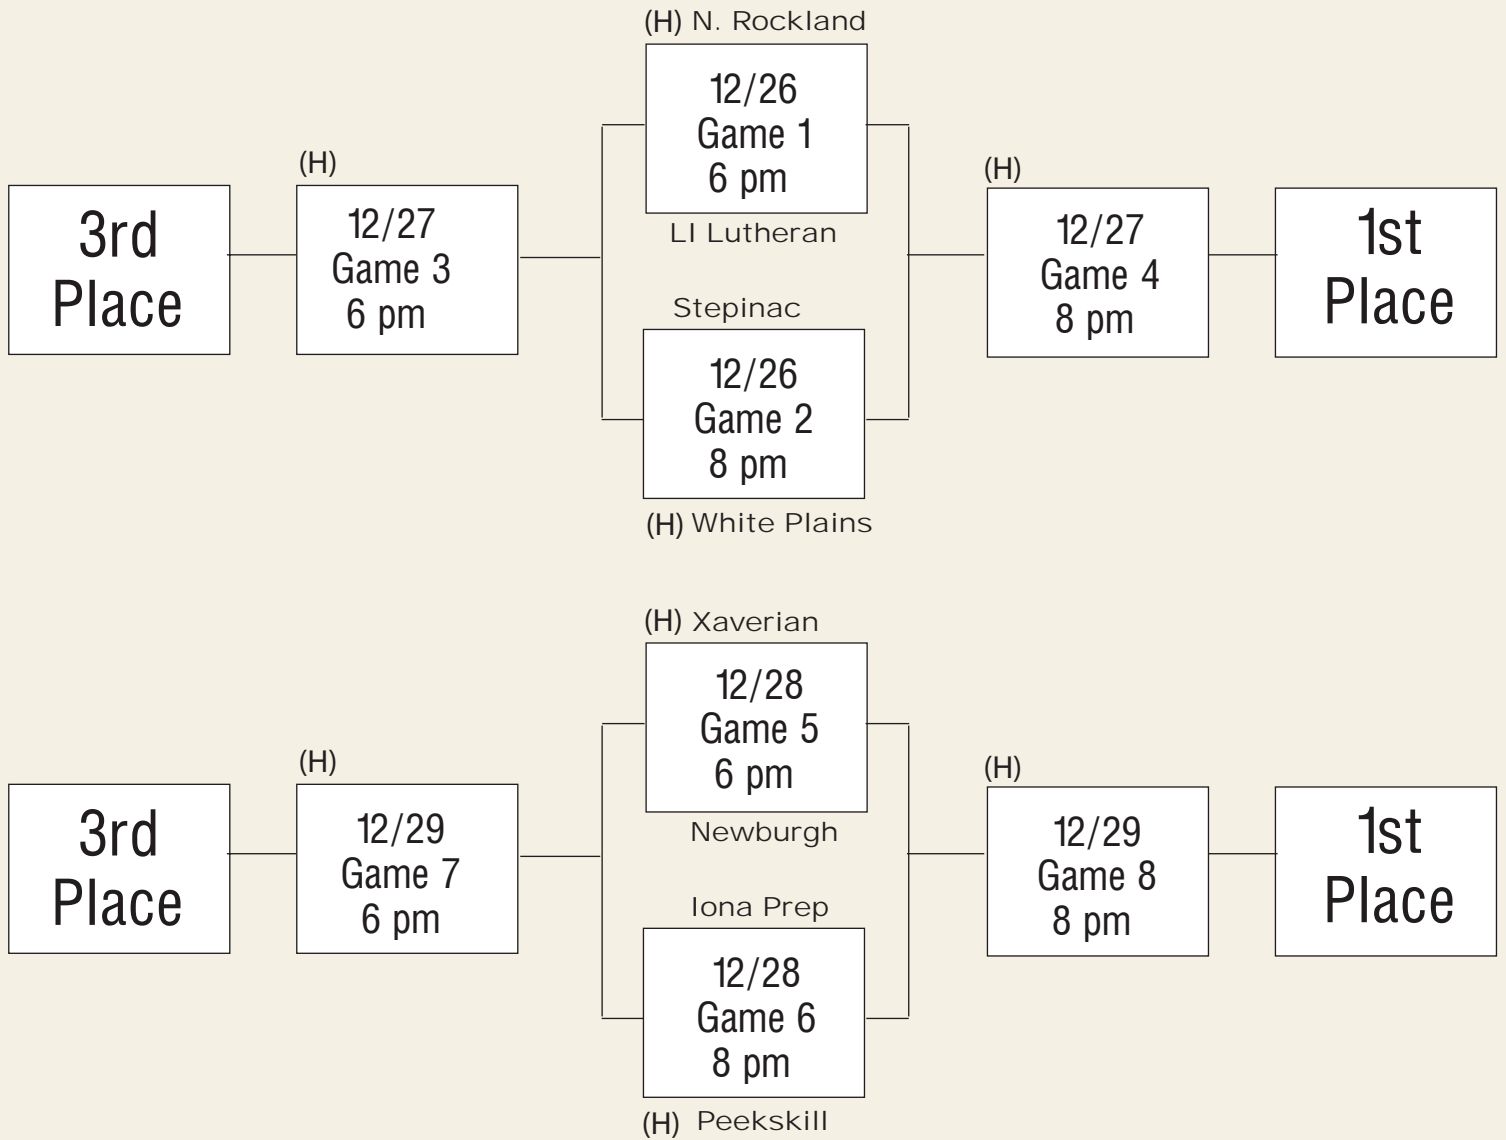 (H) N. Rockland
12/26
Game 1
6 pm
LI Lutheran
(H)
3rd
Place
12/27
Game 3
6 pm
(H)
12/27
Game 4
8 pm
1st
Place
Stepinac
12/26
Game 2
8 pm
(H) White Plains
(H) Xaverian
12/28
Game 5
6 pm
Newburgh
(H)
3rd
Place
12/29
Game 7
6 pm
(H)
12/29
Game 8
8 pm
1st
Place
Iona Prep
12/28
Game 6
8 pm
(H) Peekskill